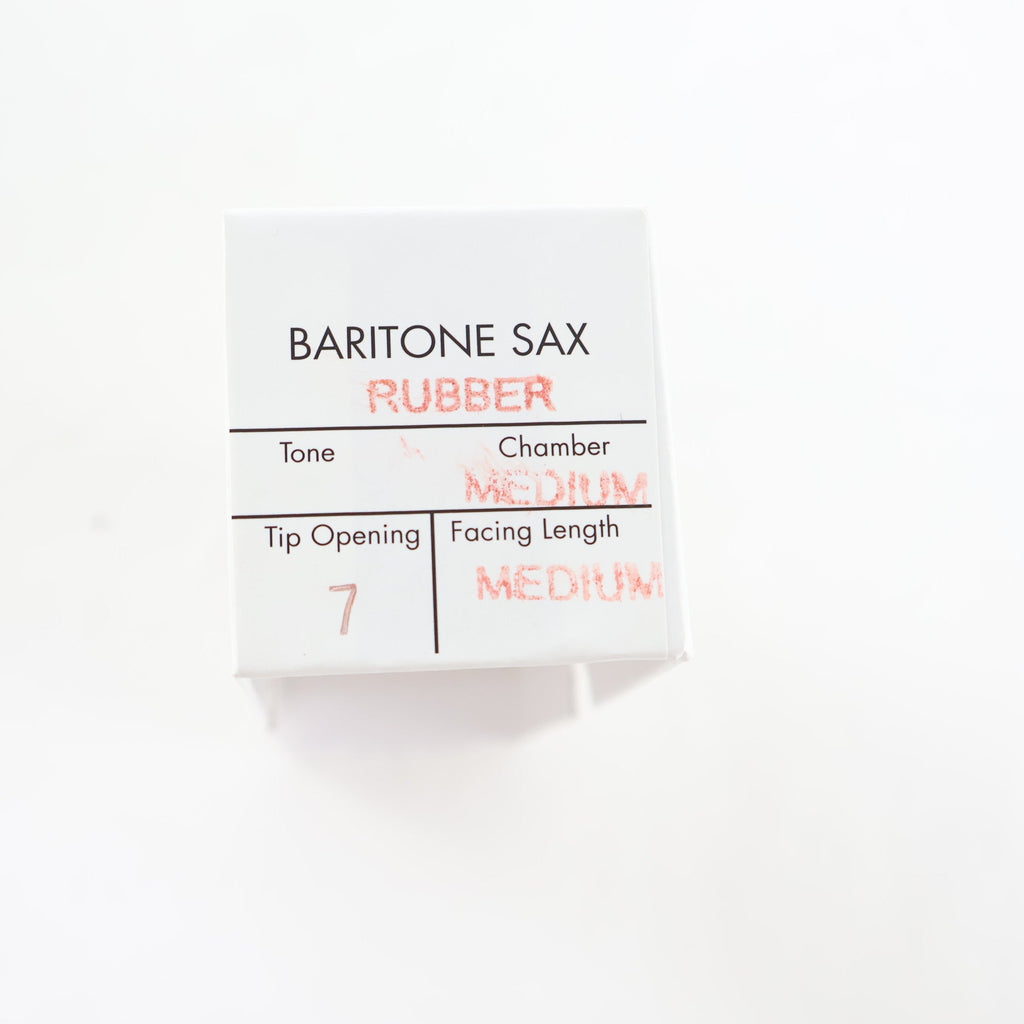 BARITONE SAX
RUBBER
Tone Chamber
MEDIUM
Tip Opening Facing Length
7 MEDIUM